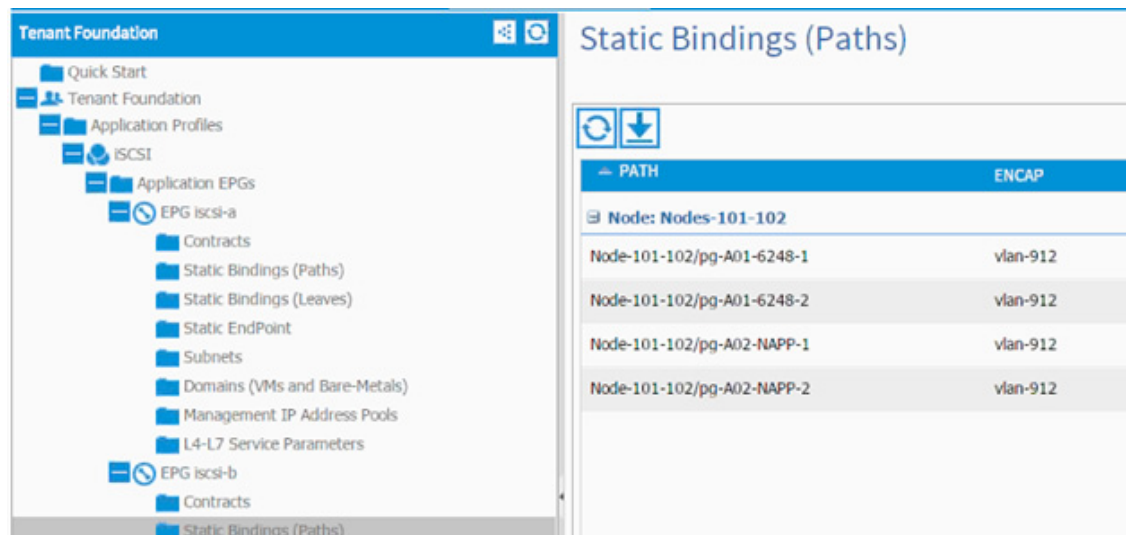 Tenant Foundation
Quick Start
Tenant Foundation
Application Profiles
iSCSI
Application EPGs
EPG iscsi-a
Contracts
Static Bindings (Paths)
Static Bindings (Leaves)
Static EndPoint
Subnets
Domains (VMs and Bare-Metals)
Management IP Address Pools
L4-L7 Service Parameters
EPG iscsi-b
Contracts
Static Bindings (Paths)
Static Bindings (Paths)
PATH ENCAP
Node: Nodes-101-102
Node-101-102/pg-A01-6248-1 vlan-912
Node-101-102/pg-A01-6248-2 vlan-912
Node-101-102/pg-A02-NAPP-1 vlan-912
Node-101-102/pg-A02-NAPP-2 vlan-912